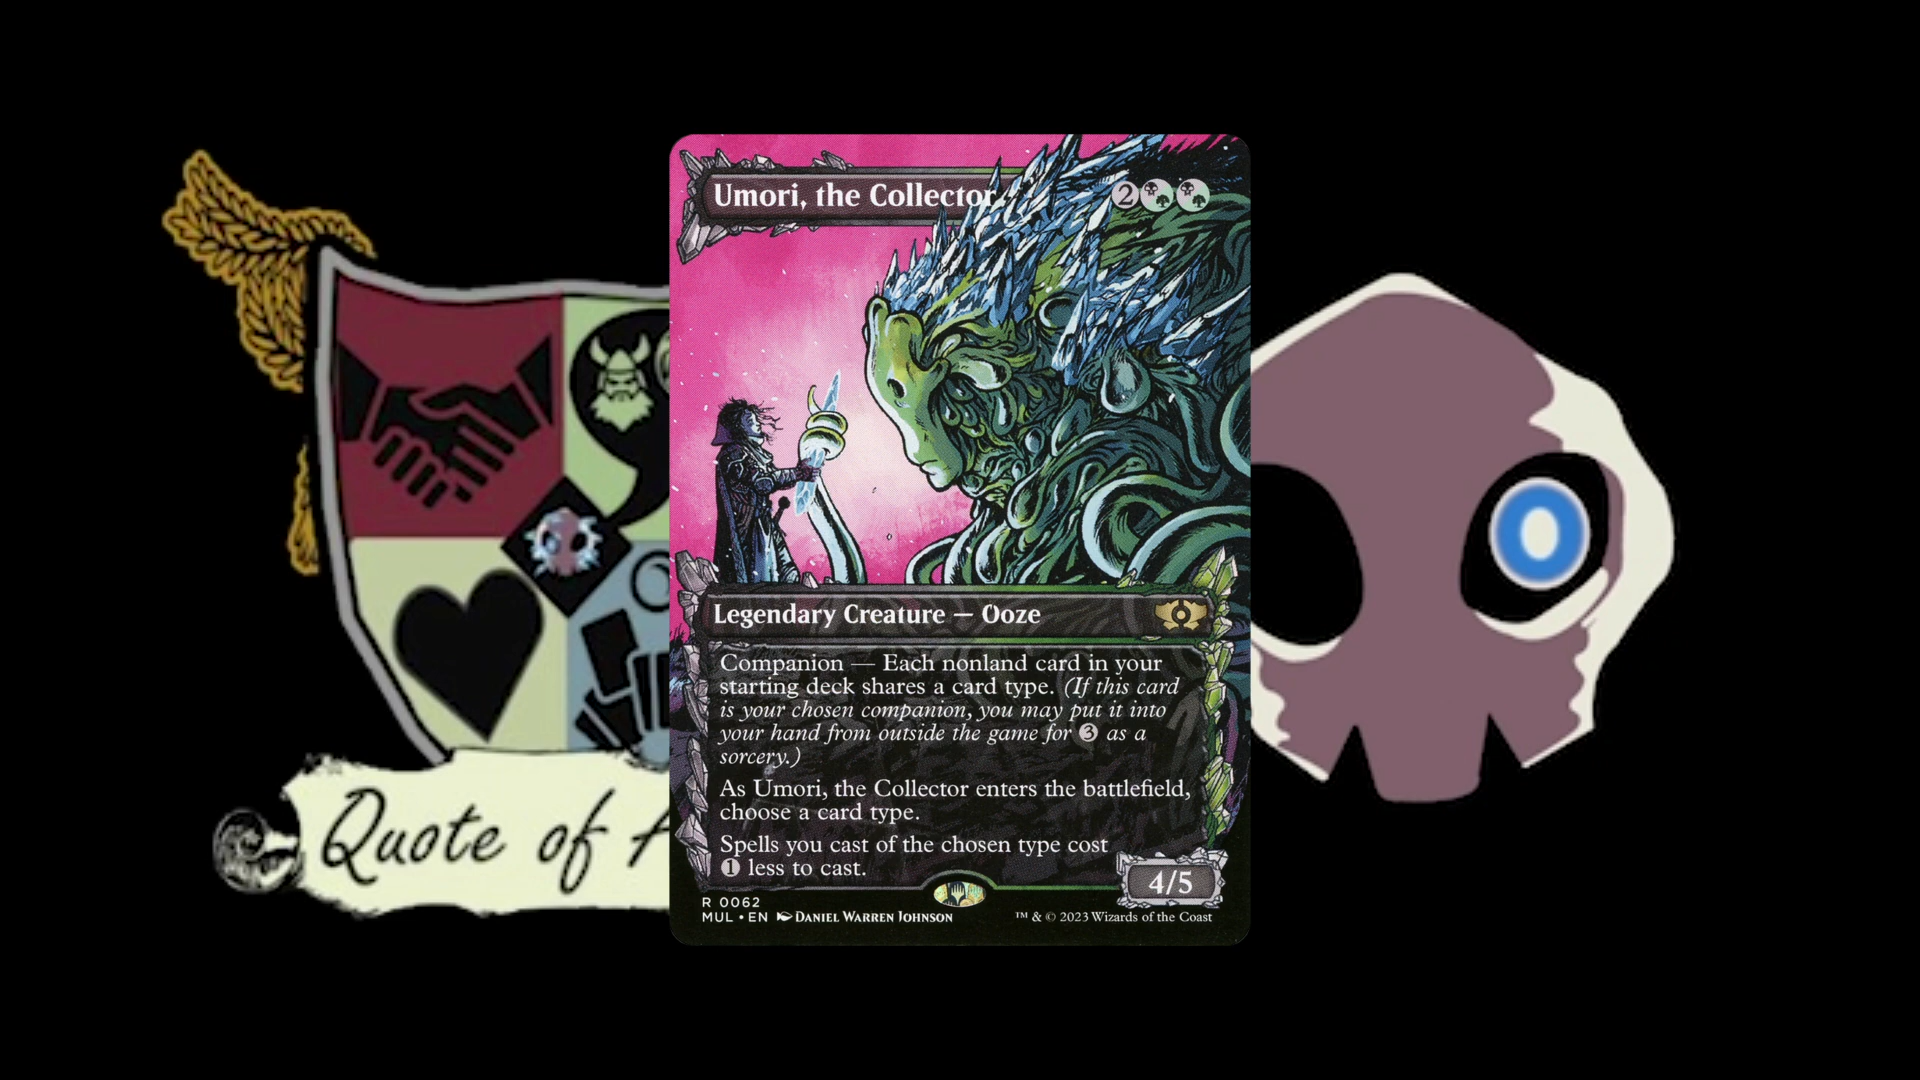 Umori, the Collector
2
Legendary Creature — Ooze
Companion — Each nonland card in your
starting deck shares a card type. (If this card
is your chosen companion, you may put it into
your hand from outside the game for 3 as a
sorcery.)
As Umori, the Collector enters the battlefield,
choose a card type.
Spells you cast of the chosen type cost
1 less to cast.
4/5
R 0062
MUL • EN DANIEL WARREN JOHNSON
™ & © 2023 Wizards of the Coast
Quote of